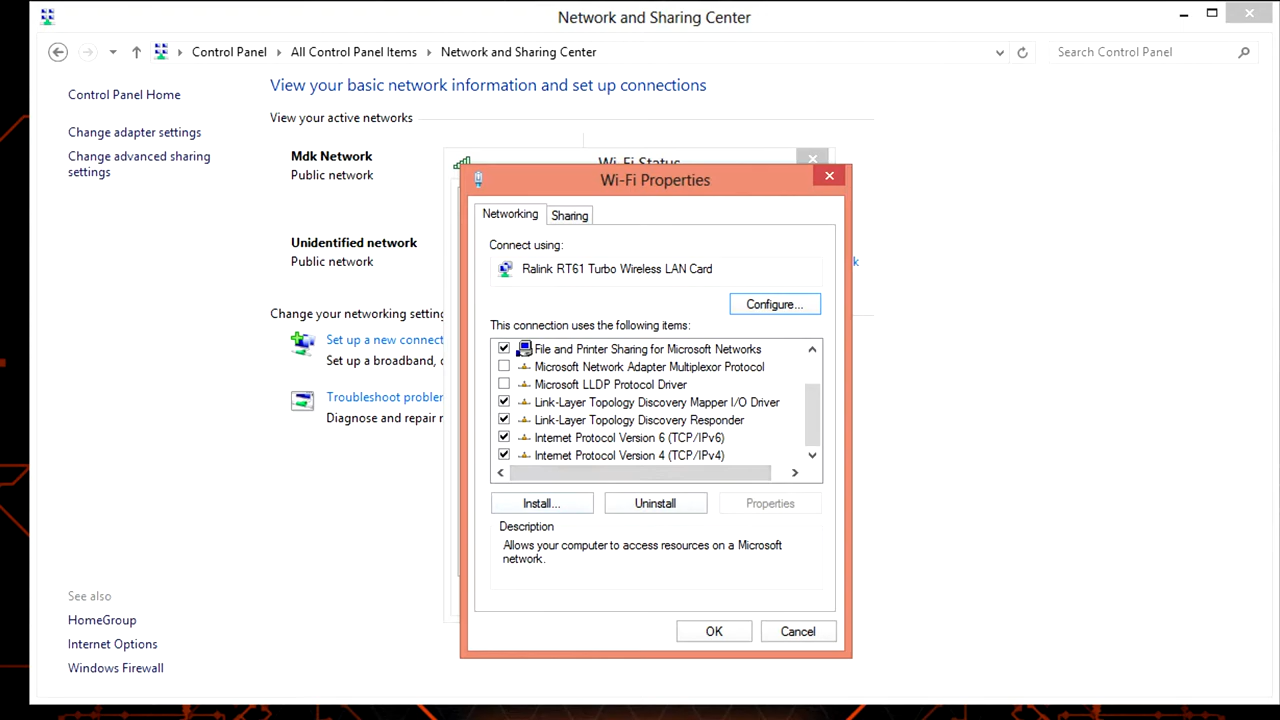 Network and Sharing Center
Control Panel All Control Panel Items Network and Sharing Center
Search Control Panel
Control Panel Home
Change adapter settings
Change advanced sharing
settings
See also
HomeGroup
Internet Options
Windows Firewall
View your basic network information and set up connections
View your active networks
Mdk Network
Public network
Unidentified network
Public network
Change your networking setting
Set up a new connect
Set up a broadband, d
Troubleshoot probler
Diagnose and repair r
Wi-Fi Status
k
Wi-Fi Properties
Networking
Sharing
Connect using:
Ralink RT61 Turbo Wireless LAN Card
Configure...
This connection uses the following items:
File and Printer Sharing for Microsoft Networks
Microsoft Network Adapter Multiplexor Protocol
Microsoft LLDP Protocol Driver
Link-Layer Topology Discovery Mapper I/O Driver
Link-Layer Topology Discovery Responder
Internet Protocol Version 6 (TCP/IPv6)
Internet Protocol Version 4 (TCP/IPv4)
Install...
Uninstall
Properties
Description
Allows your computer to access resources on a Microsoft
network.
OK
Cancel